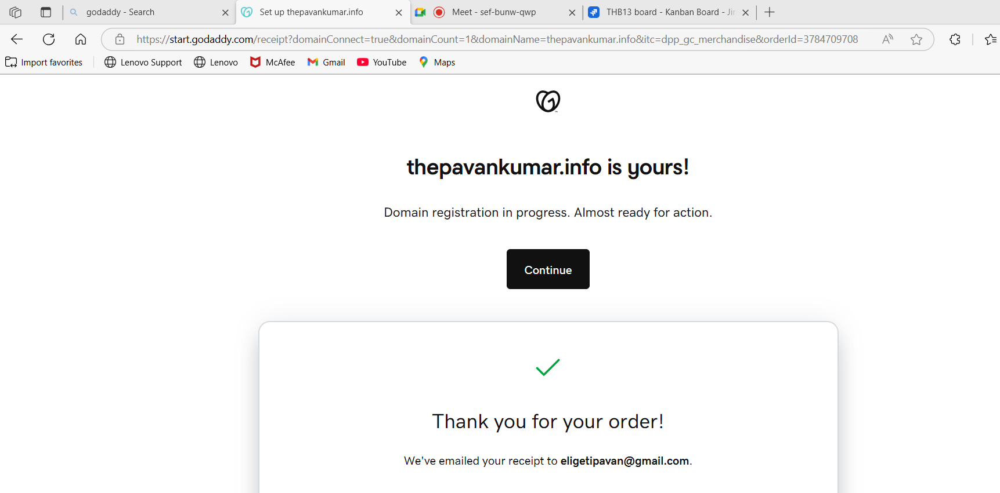 godaddy - Search
Set up thepavankumar.info
Meet - sef-bunw-qwp
THB13 board - Kanban Board - Jir
https://start.godaddy.com/receipt?domainConnect=true&domainCount=1&domainName=thepavankumar.info&itc=dpp_gc_merchandise&orderId=3784709708
Import favorites
Lenovo Support
Lenovo
McAfee
Gmail
YouTube
Maps
thepavankumar.info is yours!
Domain registration in progress. Almost ready for action.
Continue
Thank you for your order!
We've emailed your receipt to eligetipavan@gmail.com.